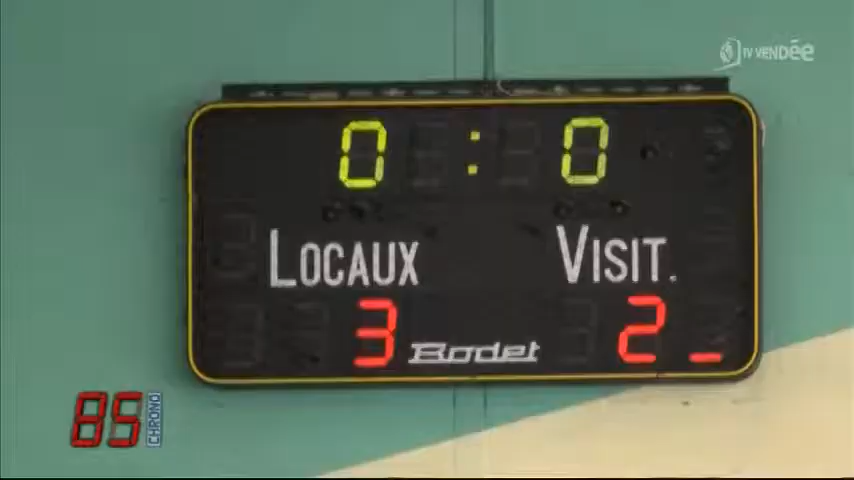 TV VENDÉE
0 : 0
LOCAUX VISIT.
3 Bodet 2 _
85 CHRONO